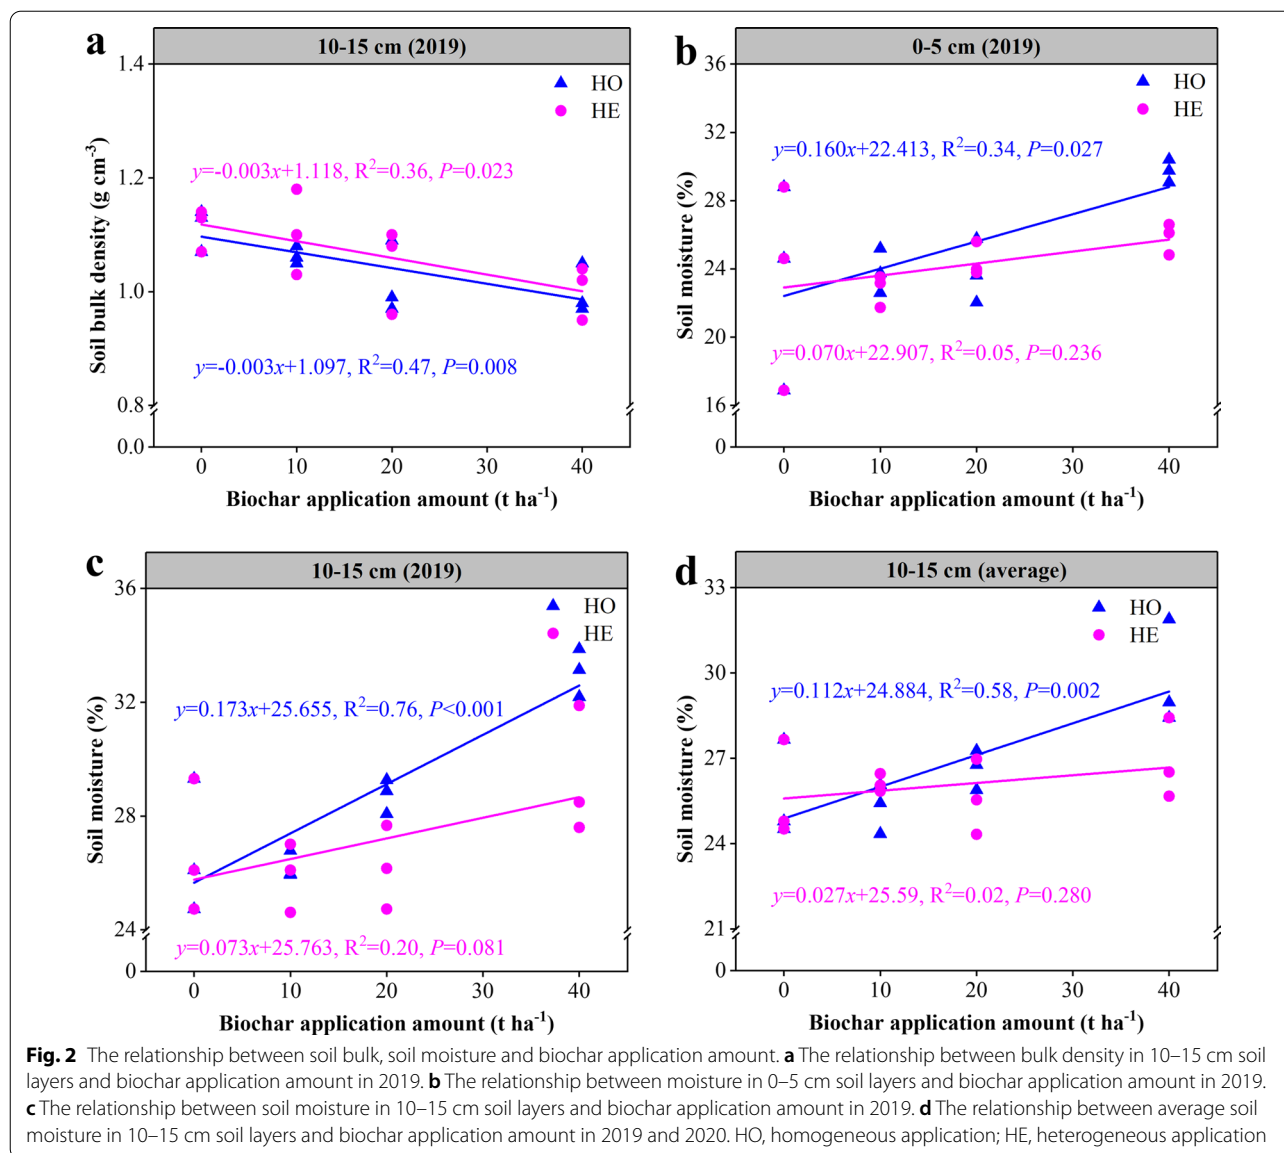 a
10-15 cm (2019)
1.4
HO
HE
y=-0.003x+1.118, R²=0.36, P=0.023
1.2
Soil bulk density (g cm⁻³)
1.0
y=-0.003x+1.097, R²=0.47, P=0.008
0.8
0.0
0 10 20 30 40
Biochar application amount (t ha⁻¹)
b
0-5 cm (2019)
36
HO
HE
32
y=0.160x+22.413, R²=0.34, P=0.027
28
Soil moisture (%)
24
20
y=0.070x+22.907, R²=0.05, P=0.236
16
0
0 10 20 30 40
Biochar application amount (t ha⁻¹)
c
10-15 cm (2019)
36
HO
HE
32
y=0.173x+25.655, R²=0.76, P<0.001
Soil moisture (%)
28
24
y=0.073x+25.763, R²=0.20, P=0.081
0
0 10 20 30 40
Biochar application amount (t ha⁻¹)
d
10-15 cm (average)
33
HO
HE
30
y=0.112x+24.884, R²=0.58, P=0.002
Soil moisture (%)
27
24
y=0.027x+25.59, R²=0.02, P=0.280
21
0
0 10 20 30 40
Biochar application amount (t ha⁻¹)
Fig. 2 The relationship between soil bulk, soil moisture and biochar application amount. a The relationship between bulk density in 10–15 cm soil
layers and biochar application amount in 2019. b The relationship between moisture in 0–5 cm soil layers and biochar application amount in 2019.
c The relationship between soil moisture in 10–15 cm soil layers and biochar application amount in 2019. d The relationship between average soil
moisture in 10–15 cm soil layers and biochar application amount in 2019 and 2020. HO, homogeneous application; HE, heterogeneous application